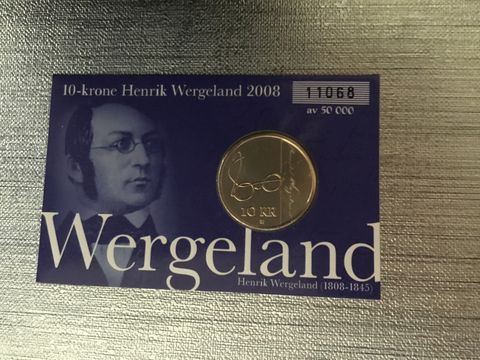 10-krone Henrik Wergeland 2008
11068
av 50 000
10 KR
Wergeland
Henrik Wergeland (1808-1845)